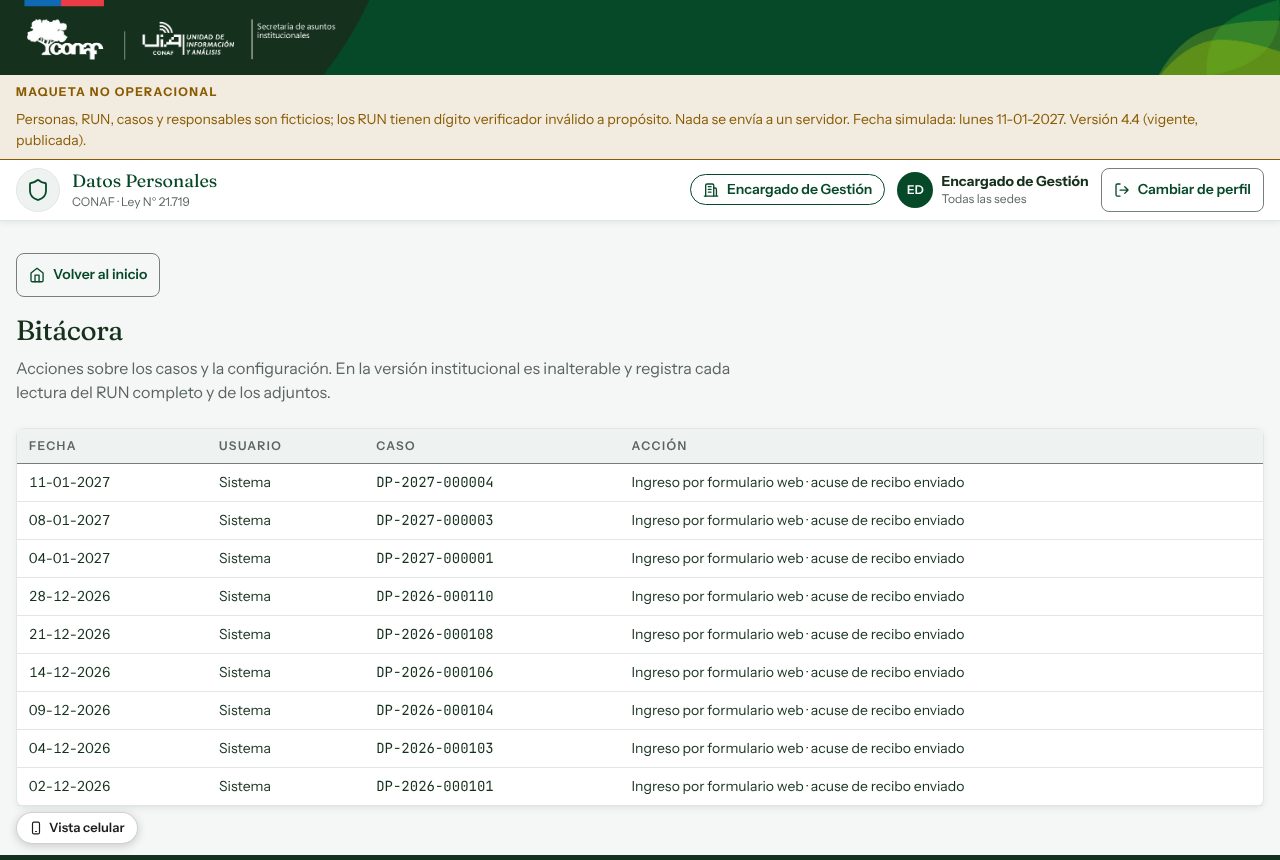 conaf
UiA
CONAF
UNIDAD DE
INFORMACIÓN
Y ANÁLISIS
Secretaría de asuntos
institucionales
MAQUETA NO OPERACIONAL
Personas, RUN, casos y responsables son ficticios; los RUN tienen dígito verificador inválido a propósito. Nada se envía a un servidor. Fecha simulada: lunes 11-01-2027. Versión 4.4 (vigente,
publicada).
Datos Personales
CONAF · Ley N° 21.719
Encargado de Gestión
ED
Encargado de Gestión
Todas las sedes
Cambiar de perfil
Volver al inicio
Bitácora
Acciones sobre los casos y la configuración. En la versión institucional es inalterable y registra cada
lectura del RUN completo y de los adjuntos.
FECHA USUARIO CASO ACCIÓN
11-01-2027 Sistema DP-2027-000004 Ingreso por formulario web · acuse de recibo enviado
08-01-2027 Sistema DP-2027-000003 Ingreso por formulario web · acuse de recibo enviado
04-01-2027 Sistema DP-2027-000001 Ingreso por formulario web · acuse de recibo enviado
28-12-2026 Sistema DP-2026-000110 Ingreso por formulario web · acuse de recibo enviado
21-12-2026 Sistema DP-2026-000108 Ingreso por formulario web · acuse de recibo enviado
14-12-2026 Sistema DP-2026-000106 Ingreso por formulario web · acuse de recibo enviado
09-12-2026 Sistema DP-2026-000104 Ingreso por formulario web · acuse de recibo enviado
04-12-2026 Sistema DP-2026-000103 Ingreso por formulario web · acuse de recibo enviado
02-12-2026 Sistema DP-2026-000101 Ingreso por formulario web · acuse de recibo enviado
Vista celular